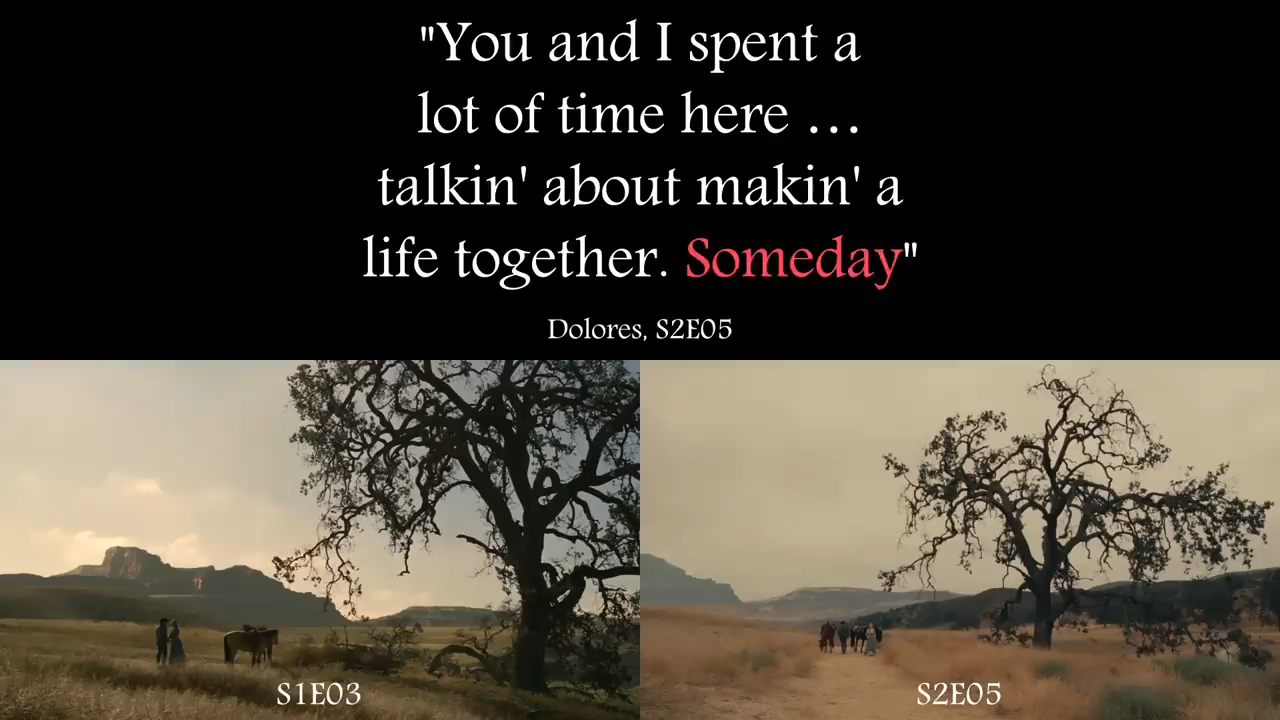 "You and I spent a
lot of time here …
talkin' about makin' a
life together. Someday"
Dolores, S2E05
S1E03
S2E05